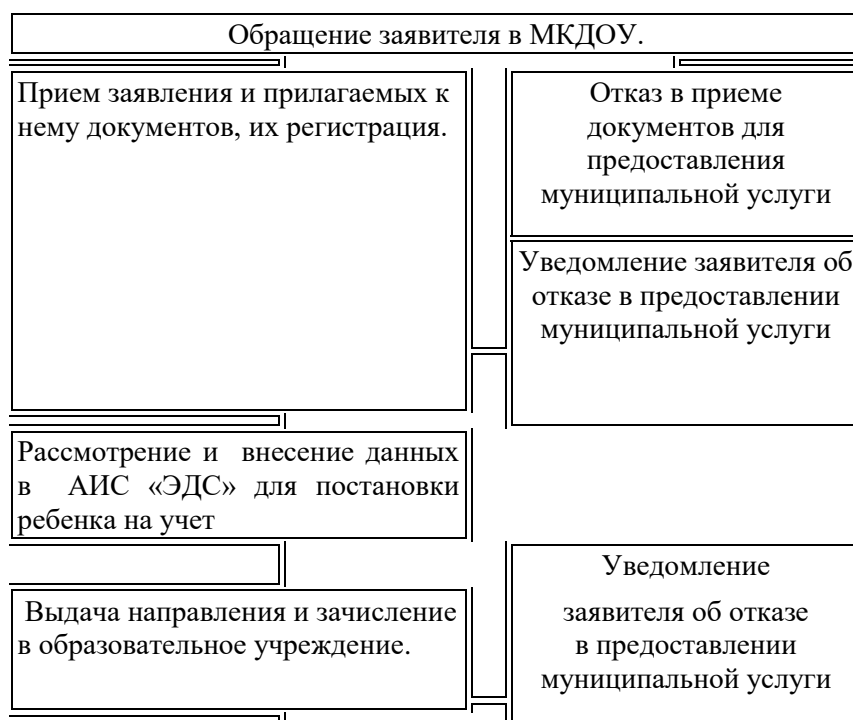 Обращение заявителя в МКДОУ.
Прием заявления и прилагаемых к
нему документов, их регистрация.
Отказ в приеме
документов для
предоставления
муниципальной услуги
Уведомление заявителя об
отказе в предоставлении
муниципальной услуги
Рассмотрение и внесение данных
в АИС «ЭДС» для постановки
ребенка на учет
Выдача направления и зачисление
в образовательное учреждение.
Уведомление
заявителя об отказе
в предоставлении
муниципальной услуги